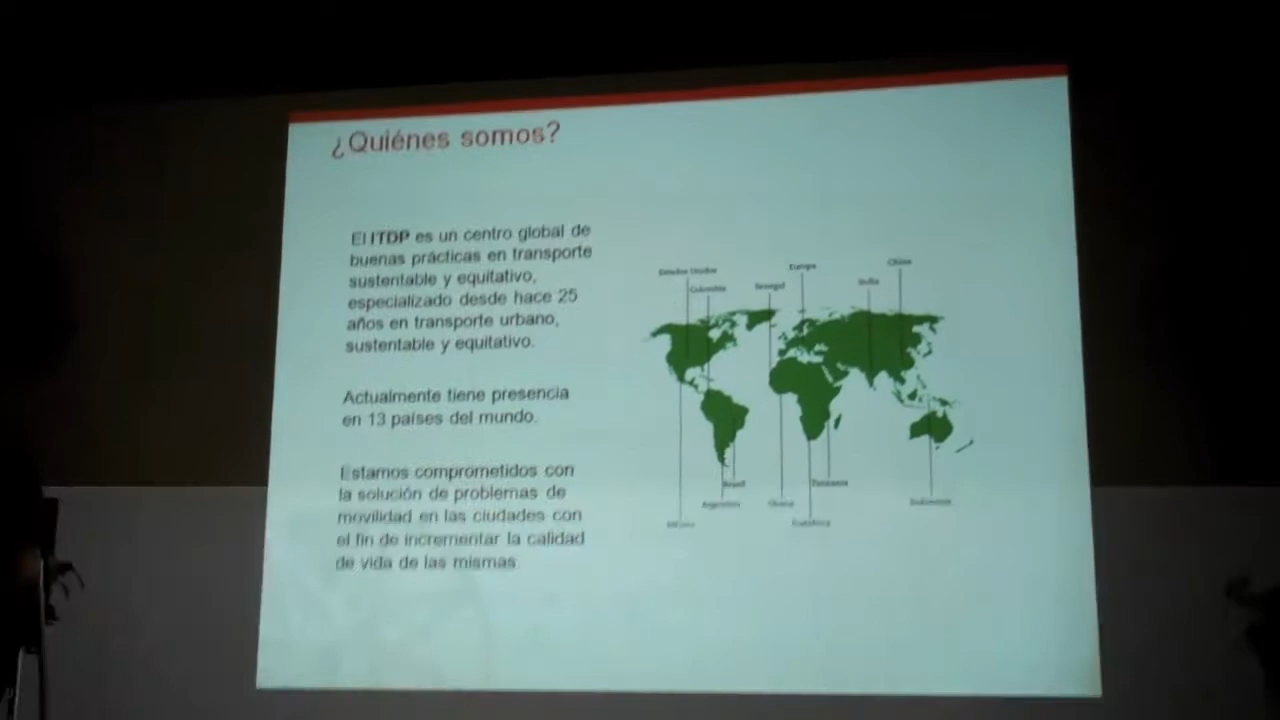 ¿Quiénes somos?
El ITDP es un centro global de
buenas prácticas en transporte
sustentable y equitativo,
especializado desde hace 25
años en transporte urbano,
sustentable y equitativo.
Actualmente tiene presencia
en 13 países del mundo.
Estamos comprometidos con
la solución de problemas de
movilidad en las ciudades con
el fin de incrementar la calidad
de vida de las mismas
Estados Unidos
Colombia
Senegal
Europa
India
China
Brasil
Argentina
México
Ghana
Tanzania
Sudáfrica
Indonesia